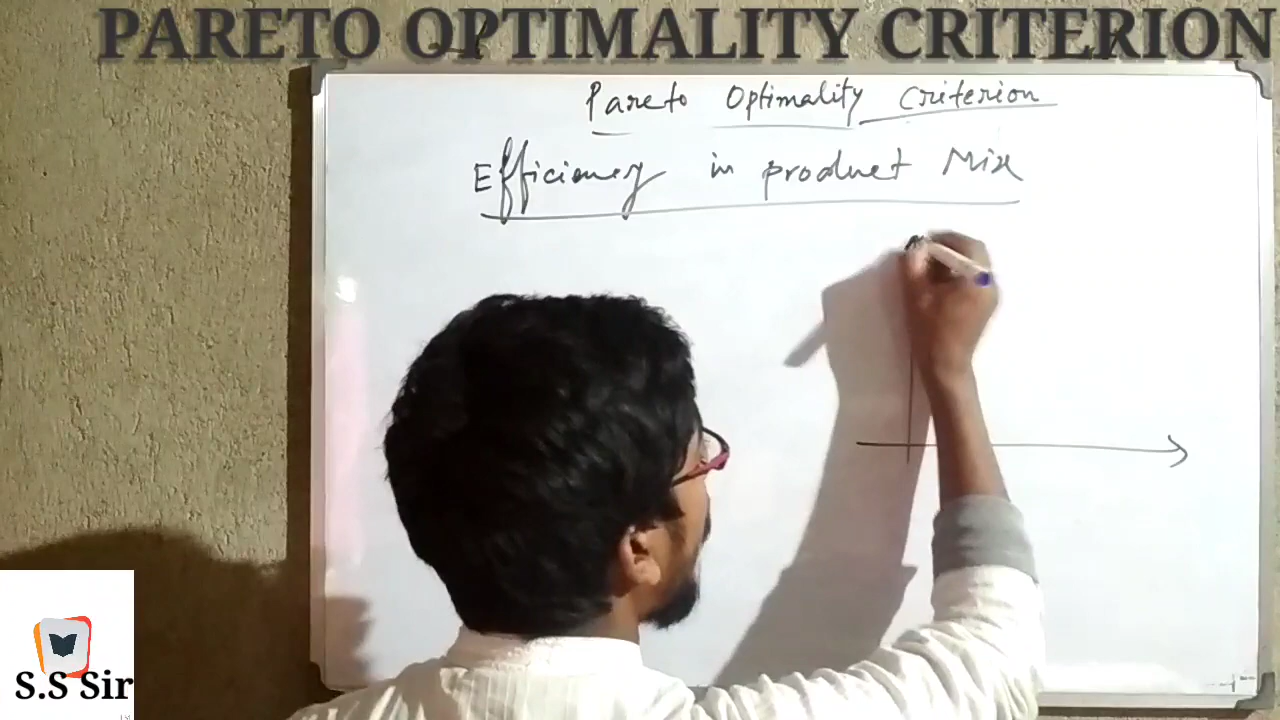 PARETO OPTIMALITY CRITERION
Pareto Optimality Criterion
Efficiency in product Mix
S.S Sir